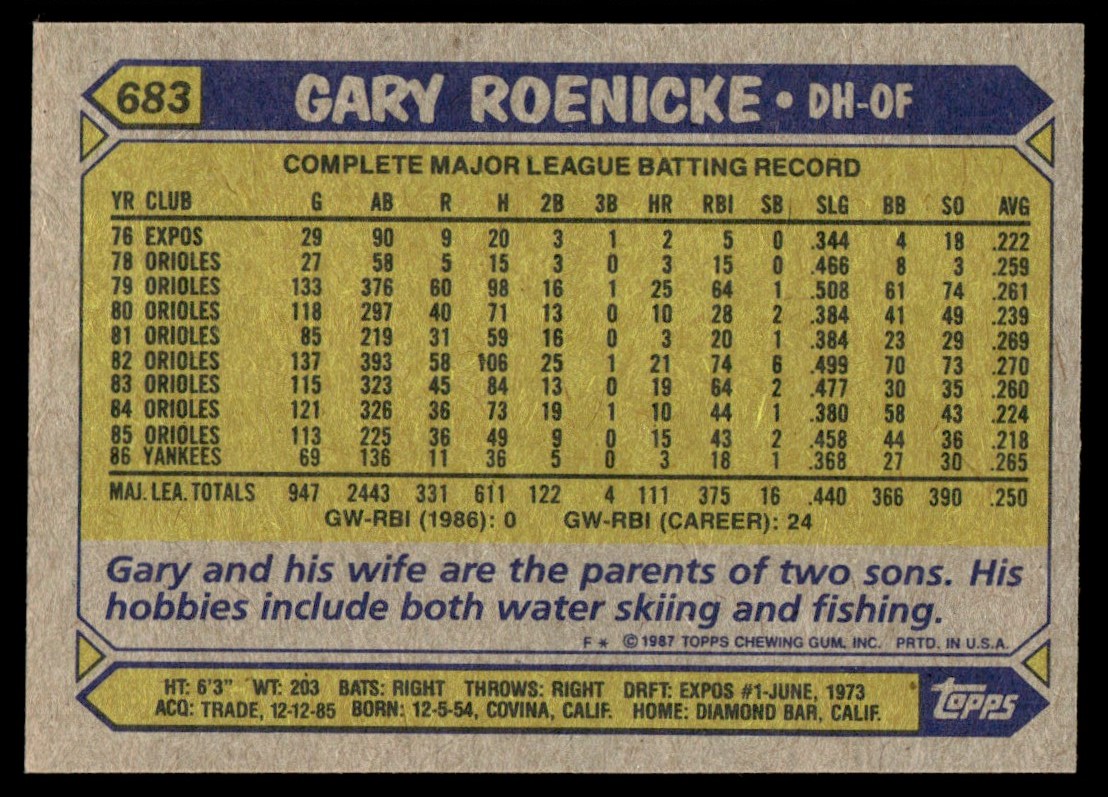 683 GARY ROENICKE • DH-OF
COMPLETE MAJOR LEAGUE BATTING RECORD
YR CLUB G AB R H 2B 3B HR RBI SB SLG BB SO AVG
76 EXPOS 29 90 9 20 3 1 2 5 0 .344 4 18 .222
78 ORIOLES 27 58 5 15 3 0 3 15 0 .466 8 3 .259
79 ORIOLES 133 376 60 98 16 1 25 64 1 .508 61 74 .261
80 ORIOLES 118 297 40 71 13 0 10 28 2 .384 41 49 .239
81 ORIOLES 85 219 31 59 16 0 3 20 1 .384 23 29 .269
82 ORIOLES 137 393 58 106 25 1 21 74 6 .499 70 73 .270
83 ORIOLES 115 323 45 84 13 0 19 64 2 .477 30 35 .260
84 ORIOLES 121 326 36 73 19 1 10 44 1 .380 58 43 .224
85 ORIOLES 113 225 36 49 9 0 15 43 2 .458 44 36 .218
86 YANKEES 69 136 11 36 5 0 3 18 1 .368 27 30 .265
MAJ. LEA. TOTALS 947 2443 331 611 122 4 111 375 16 .440 366 390 .250
GW-RBI (1986): 0 GW-RBI (CAREER): 24
Gary and his wife are the parents of two sons. His
hobbies include both water skiing and fishing.
F * © 1987 TOPPS CHEWING GUM, INC. PRTD. IN U.S.A.
HT: 6'3" WT: 203 BATS: RIGHT THROWS: RIGHT DRFT: EXPOS #1-JUNE, 1973
ACQ: TRADE, 12-12-85 BORN: 12-5-54, COVINA, CALIF. HOME: DIAMOND BAR, CALIF.
topps